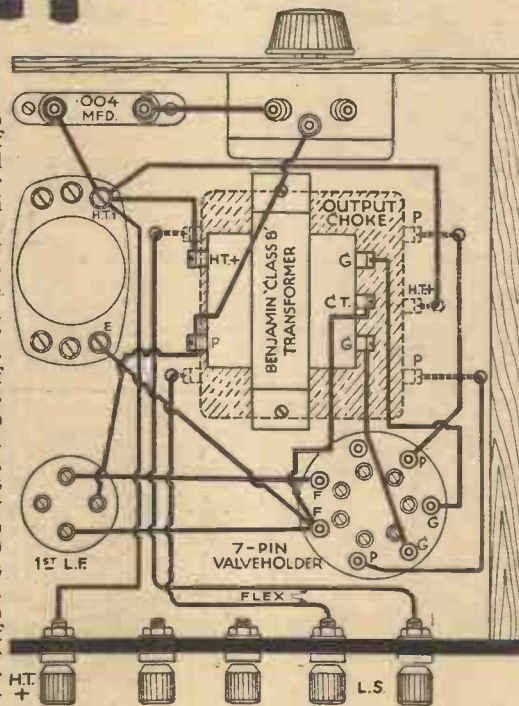 .004
MFD.
H.T.1
OUTPUT
CHOKE
P
H.T.+
G
BENJAMIN "CLASS B"
TRANSFORMER
C.T.
H.T.+
P
G
P
E
P
F
G
F
G
1ST L.F.
7-PIN
VALVEHOLDER
P
FLEX
H.T.
+
L.S.